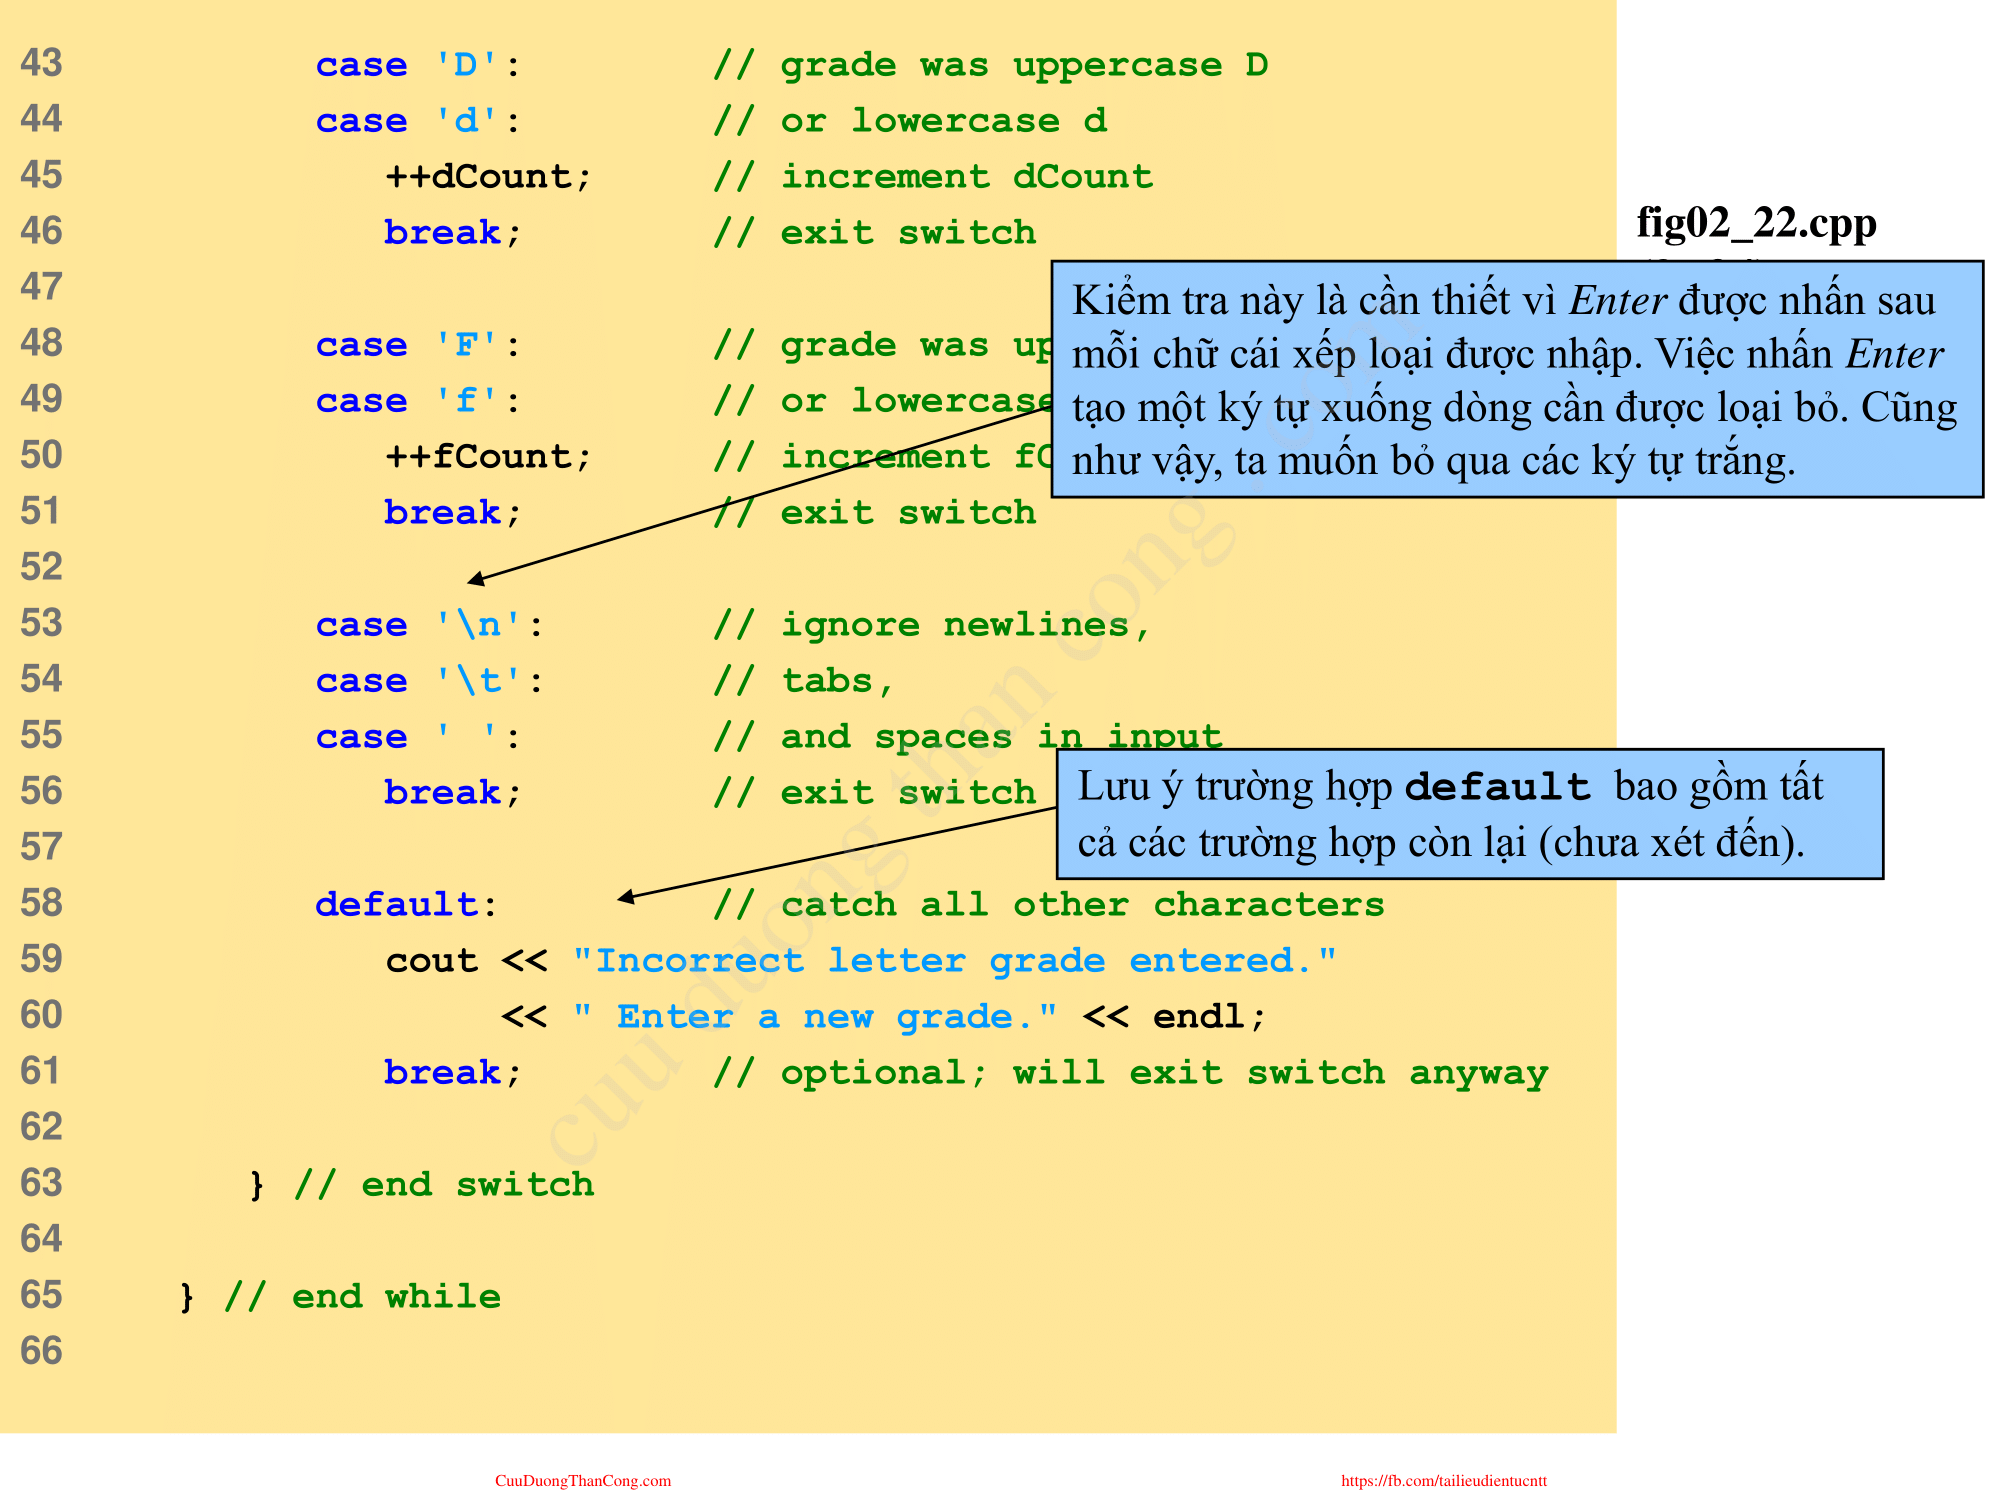 43 case 'D': // grade was uppercase D
44 case 'd': // or lowercase d
45 ++dCount; // increment dCount
46 break; // exit switch
fig02_22.cpp
47
Kiểm tra này là cần thiết vì Enter được nhấn sau
mỗi chữ cái xếp loại được nhập. Việc nhấn Enter
tạo một ký tự xuống dòng cần được loại bỏ. Cũng
như vậy, ta muốn bỏ qua các ký tự trắng.
48 case 'F': // grade was up
49 case 'f': // or lowercase
50 ++fCount; // increment fC
51 break; // exit switch
52
53 case '\n': // ignore newlines,
54 case '\t': // tabs,
55 case ' ': // and spaces in input
56 break; // exit switch
Lưu ý trường hợp default bao gồm tất
cả các trường hợp còn lại (chưa xét đến).
57
58 default: // catch all other characters
59 cout << "Incorrect letter grade entered."
60 << " Enter a new grade." << endl;
61 break; // optional; will exit switch anyway
62
63 } // end switch
64
65 } // end while
66
cuu duong than cong . com
CuuDuongThanCong.com
https://fb.com/tailieudientucntt